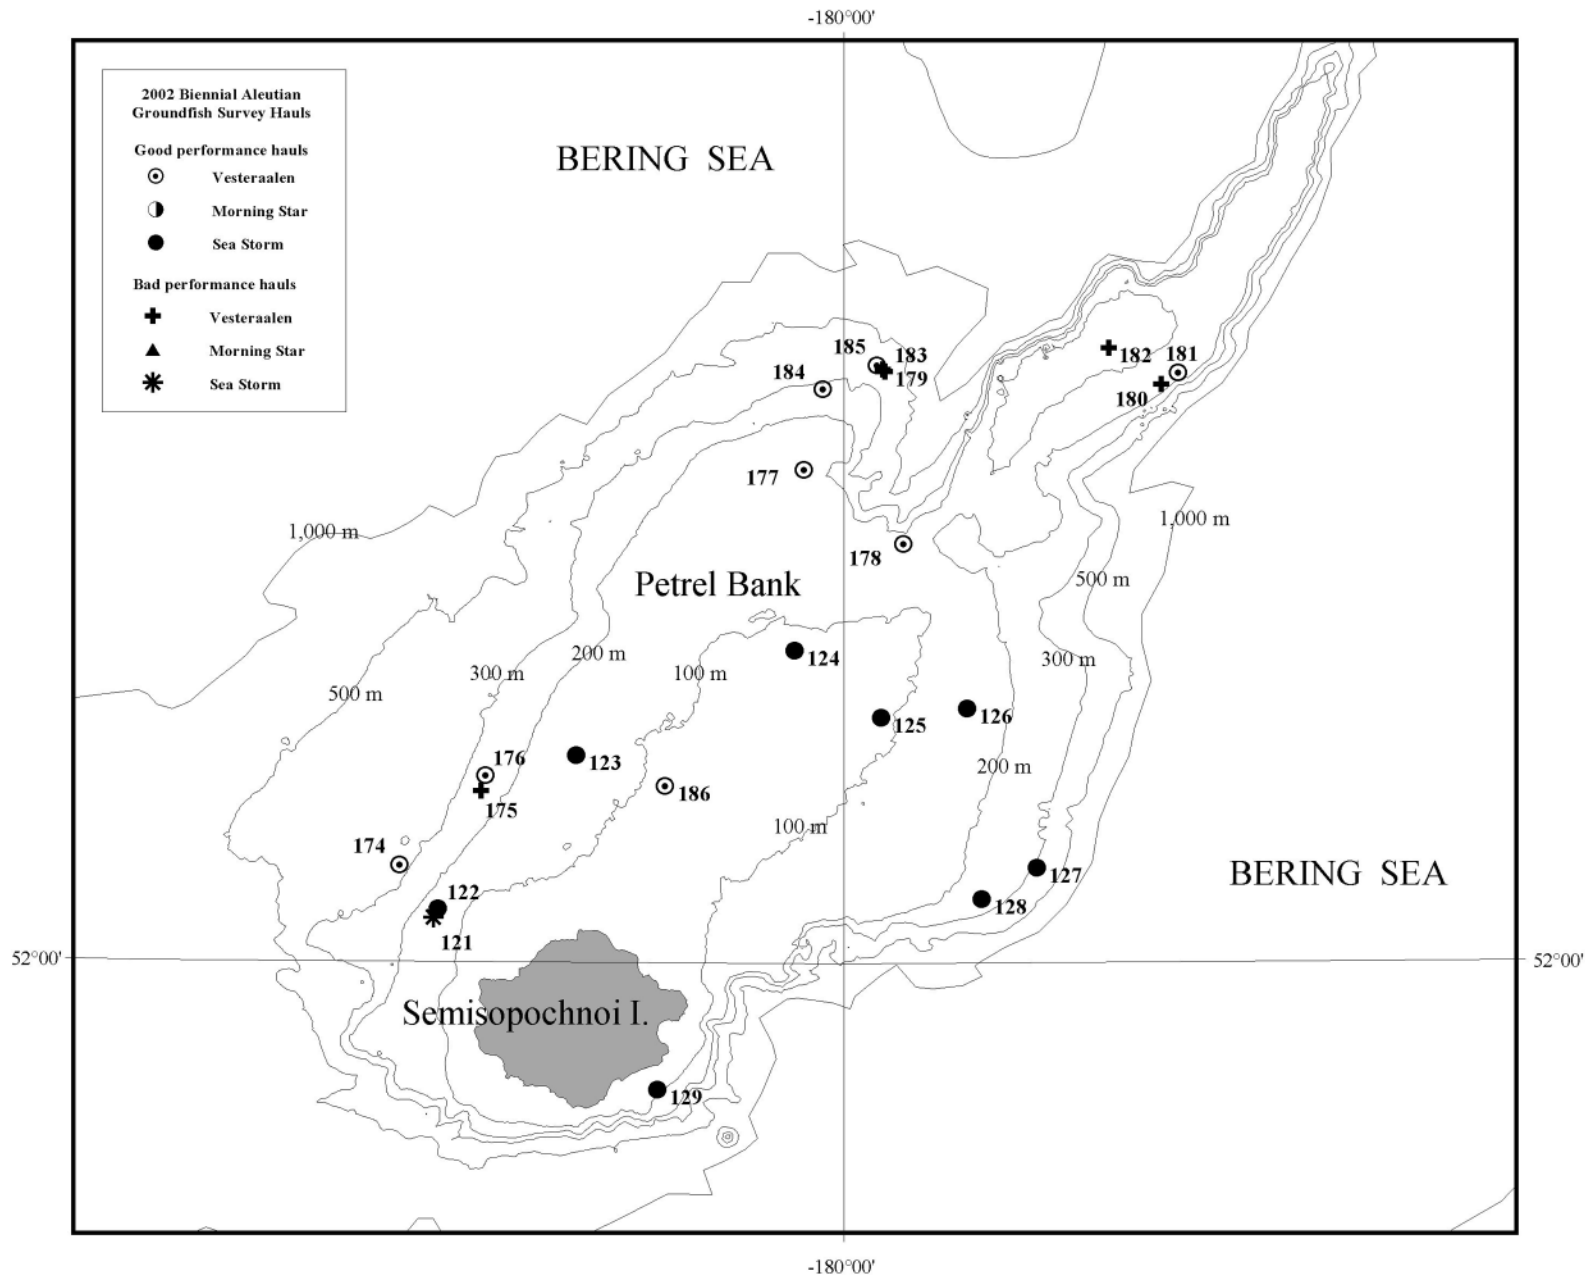 -180°00'
2002 Biennial Aleutian
Groundfish Survey Hauls
Good performance hauls
Vesteraalen
Morning Star
Sea Storm
Bad performance hauls
Vesteraalen
Morning Star
Sea Storm
BERING SEA
185
183
184
179
182
181
180
177
1,000 m
1,000 m
178
500 m
Petrel Bank
200 m
124
300 m
300 m
100 m
500 m
125
126
176
123
200 m
186
175
100 m
174
127
BERING SEA
122
128
121
52°00'
52°00'
Semisopochnoi I.
129
-180°00'